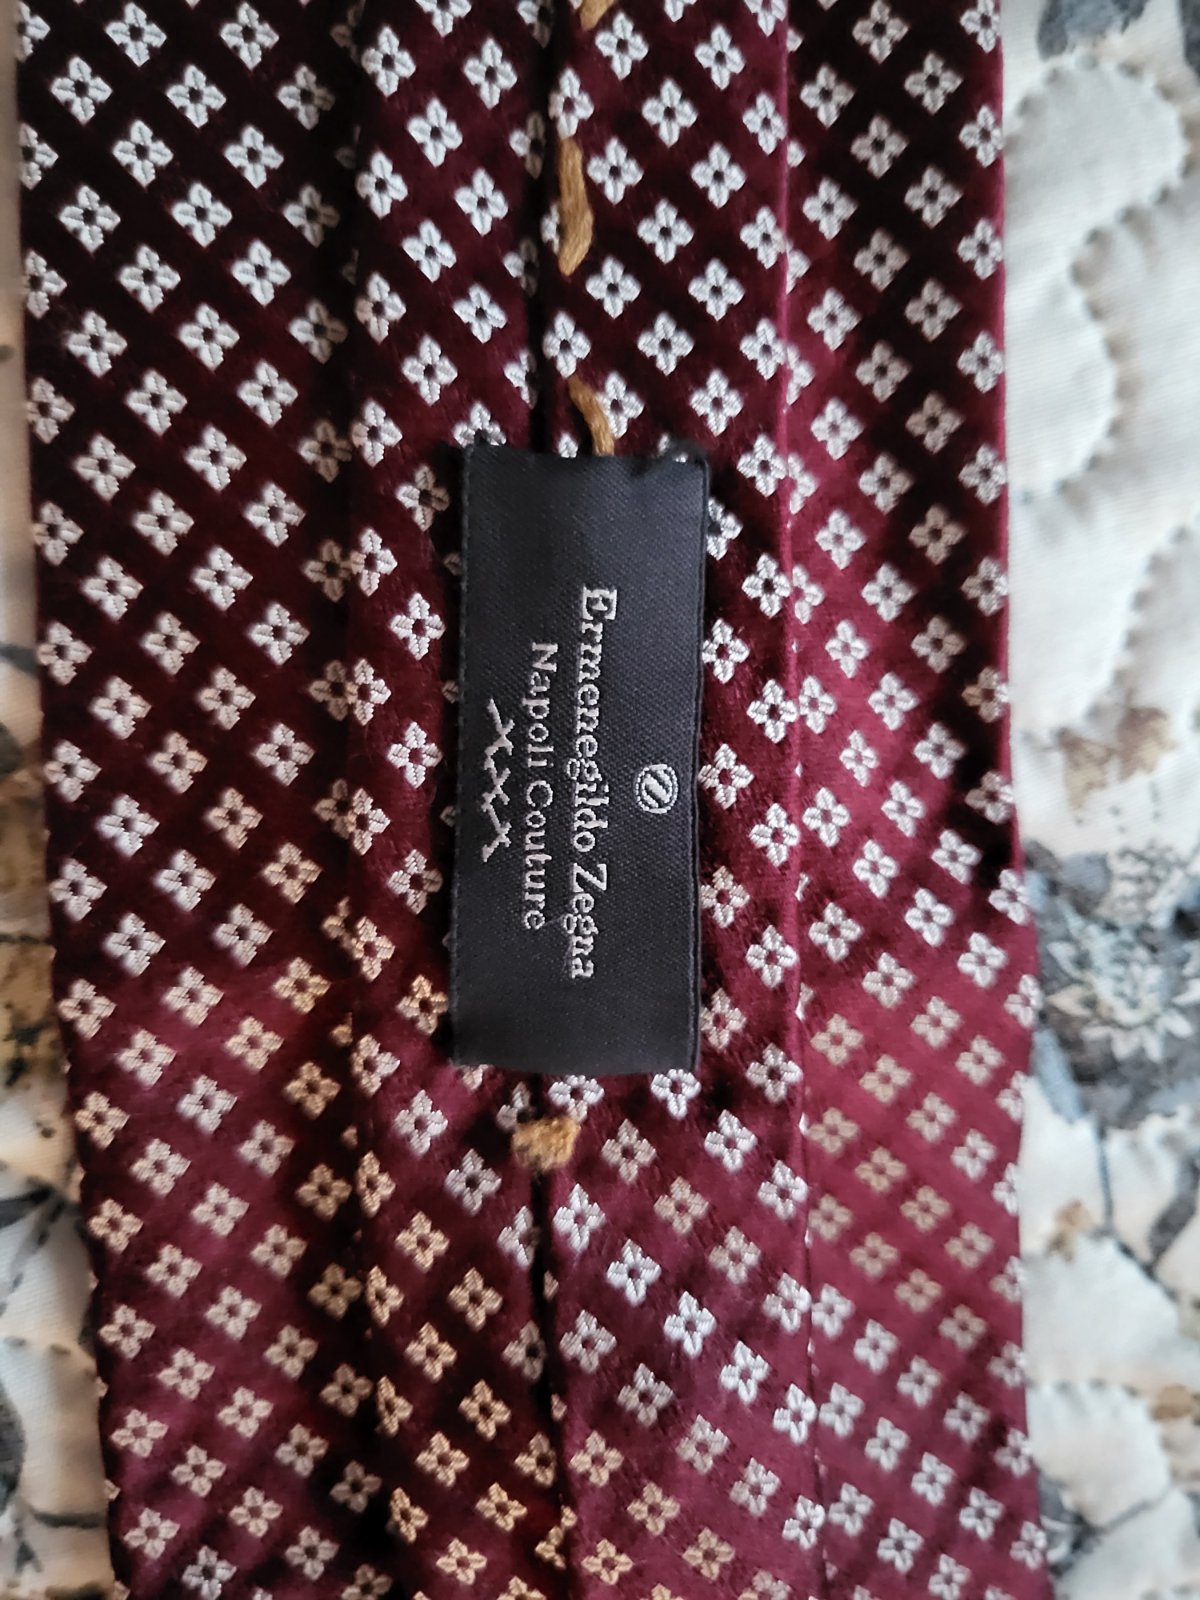 Ermenegildo Zegna
Napoli Couture